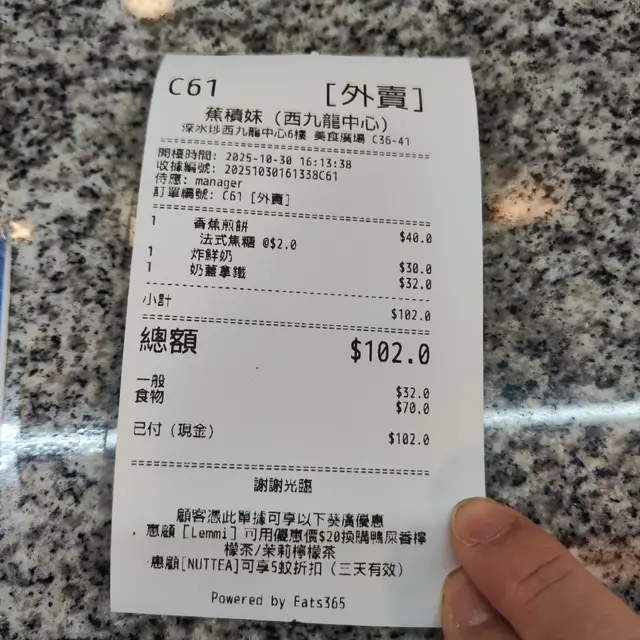 C61 [外賣]
蕉積妹 (西九龍中心)
深水埗西九龍中心6樓 美食廣場 C36-41
開檯時間: 2025-10-30 16:13:38
收據編號: 20251030161338C61
侍應: manager
訂單編號: C61 [外賣]
1 香蕉煎餅 $40.0
法式焦糖 @$2.0
1 炸鮮奶 $30.0
1 奶蓋拿鐵 $32.0
小計 $102.0
總額 $102.0
一般 $32.0
食物 $70.0
已付 (現金) $102.0
謝謝光臨
顧客憑此單據可享以下葵廣優惠
惠顧[Lemmi] 可用優惠價$20換購鴨屎香檸
檬茶/茉莉檸檬茶
惠顧[NUTTEA]可享5蚊折扣 (三天有效)
Powered by Eats365